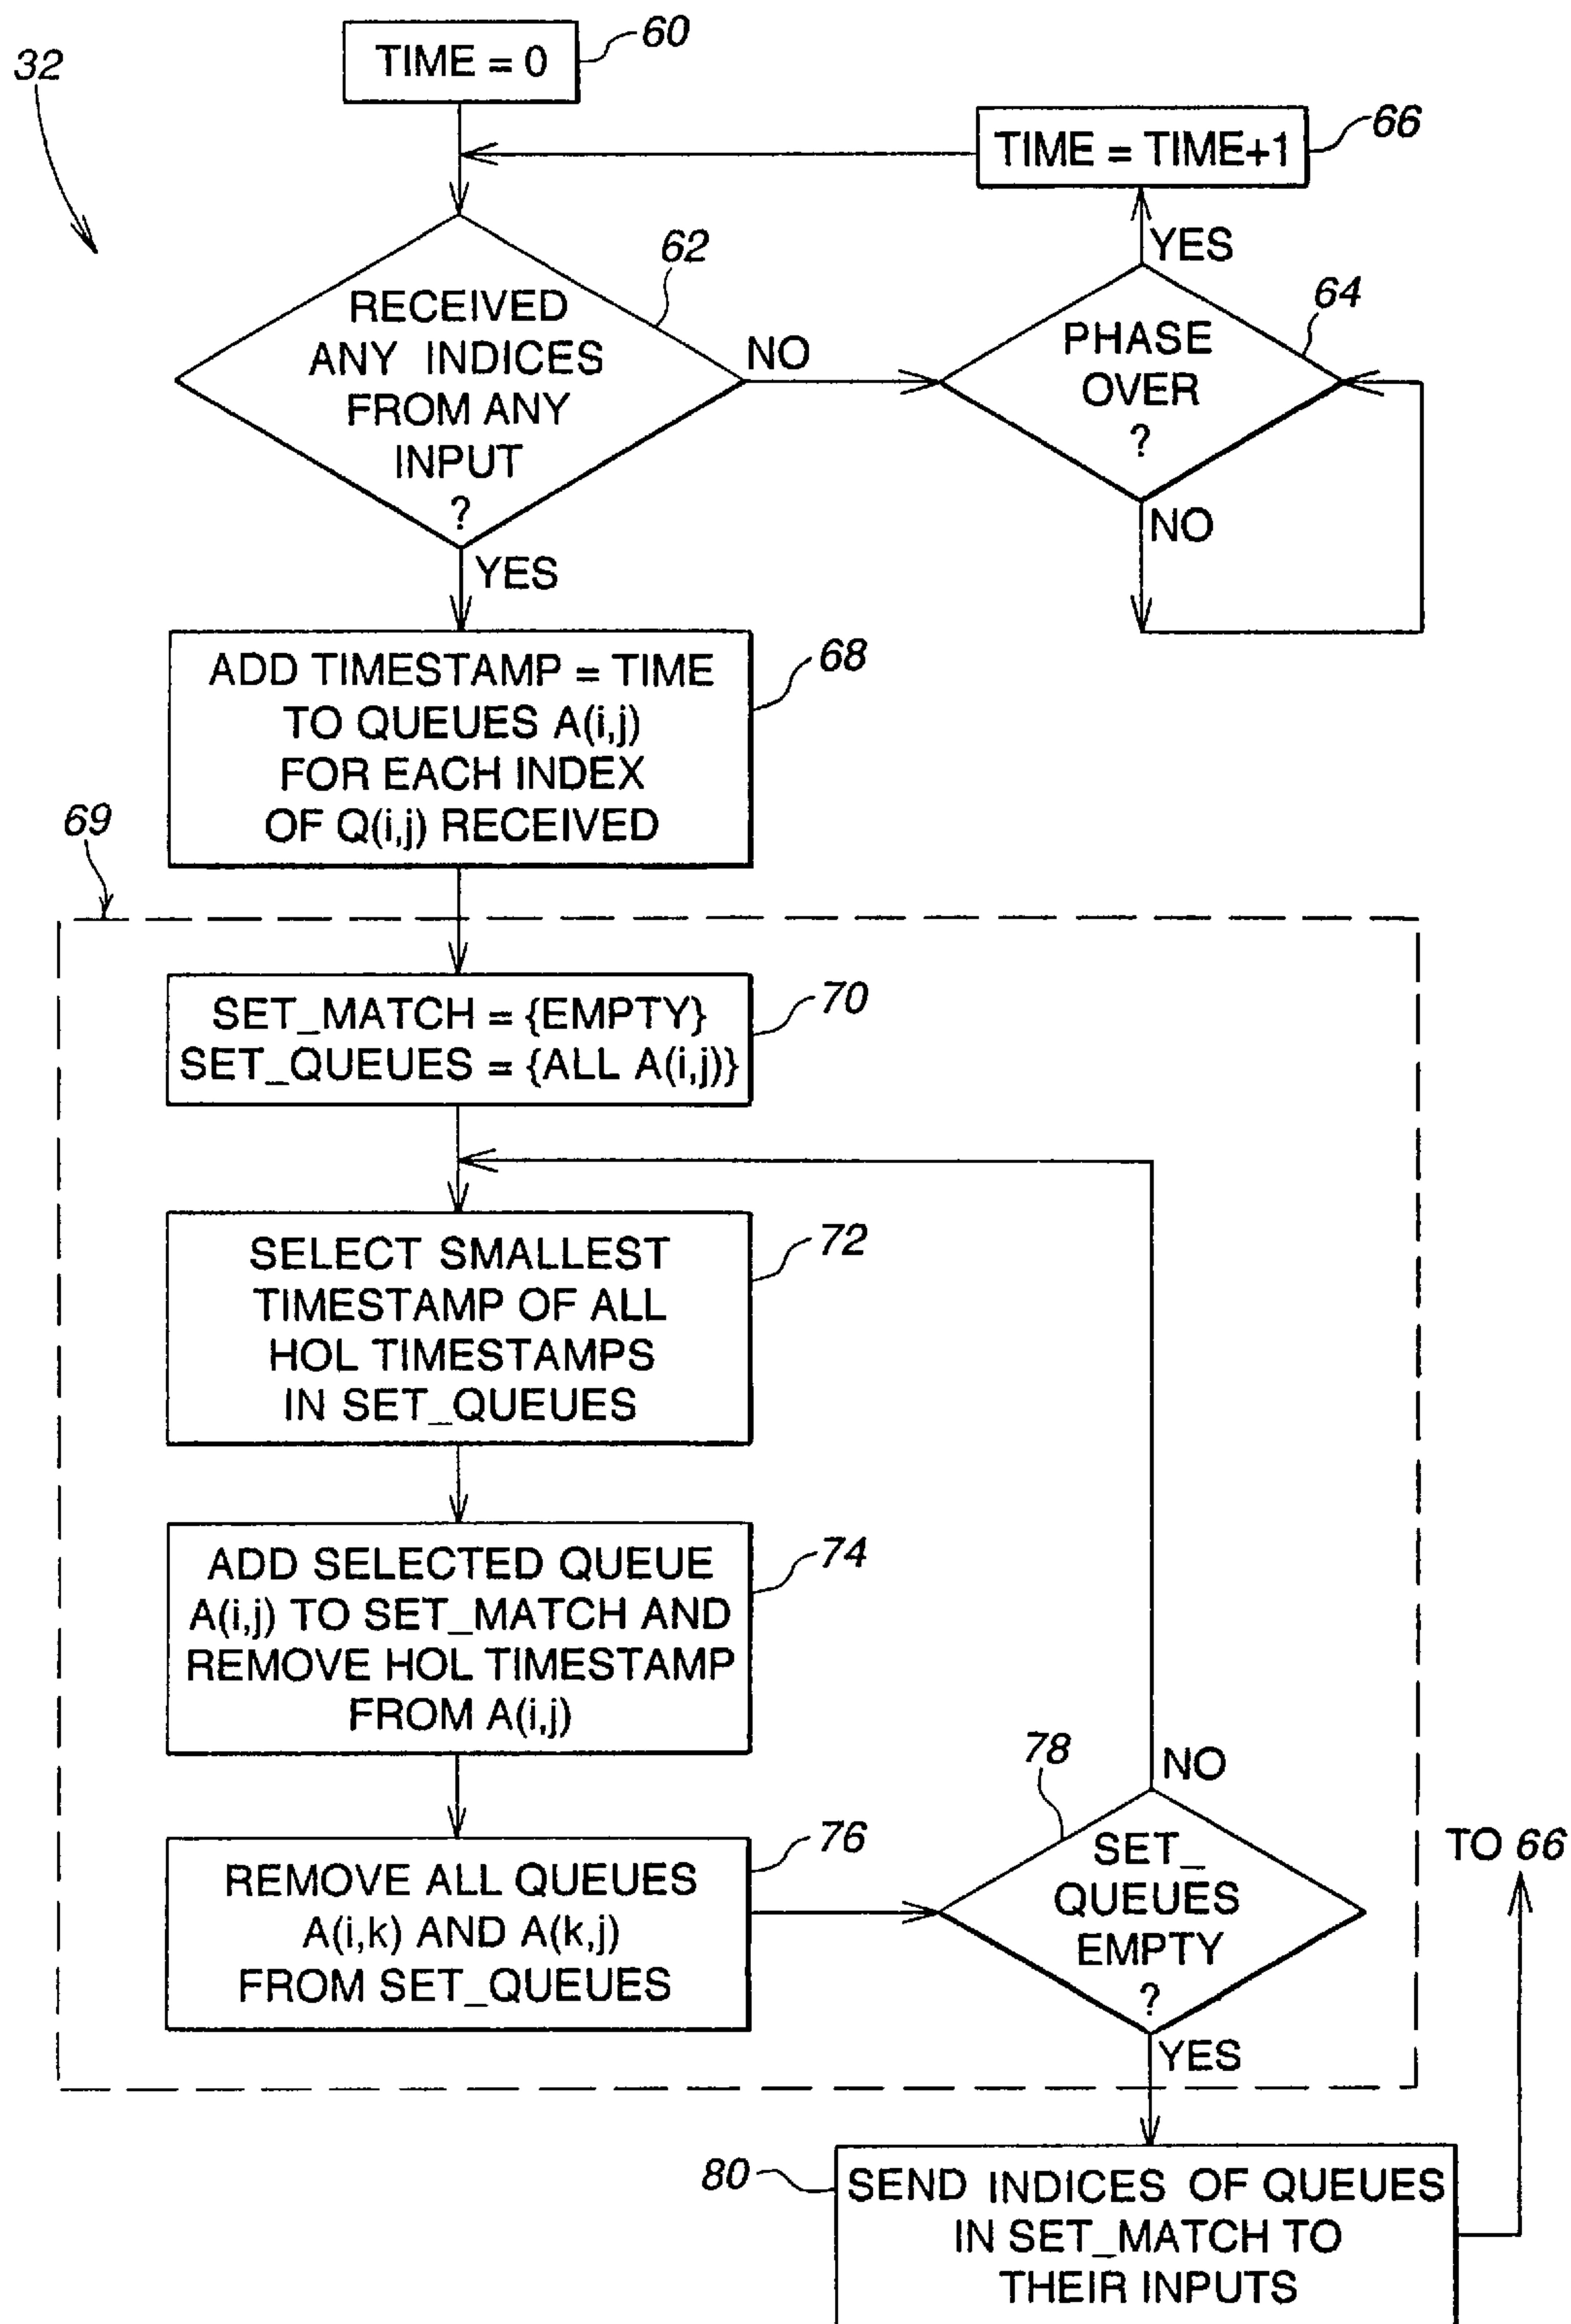 TIME = 0
60
32
TIME = TIME+1
66
YES
62
64
RECEIVED
ANY INDICES
FROM ANY
INPUT
?
NO
PHASE
OVER
?
NO
YES
ADD TIMESTAMP = TIME
TO QUEUES A(i,j)
FOR EACH INDEX
OF Q(i,j) RECEIVED
68
69
SET_MATCH = {EMPTY}
SET_QUEUES = {ALL A(i,j)}
70
SELECT SMALLEST
TIMESTAMP OF ALL
HOL TIMESTAMPS
IN SET_QUEUES
72
ADD SELECTED QUEUE
A(i,j) TO SET_MATCH AND
REMOVE HOL TIMESTAMP
FROM A(i,j)
74
REMOVE ALL QUEUES
A(i,k) AND A(k,j)
FROM SET_QUEUES
76
78
NO
SET_
QUEUES
EMPTY
?
YES
TO 66
80
SEND INDICES OF QUEUES
IN SET_MATCH TO
THEIR INPUTS